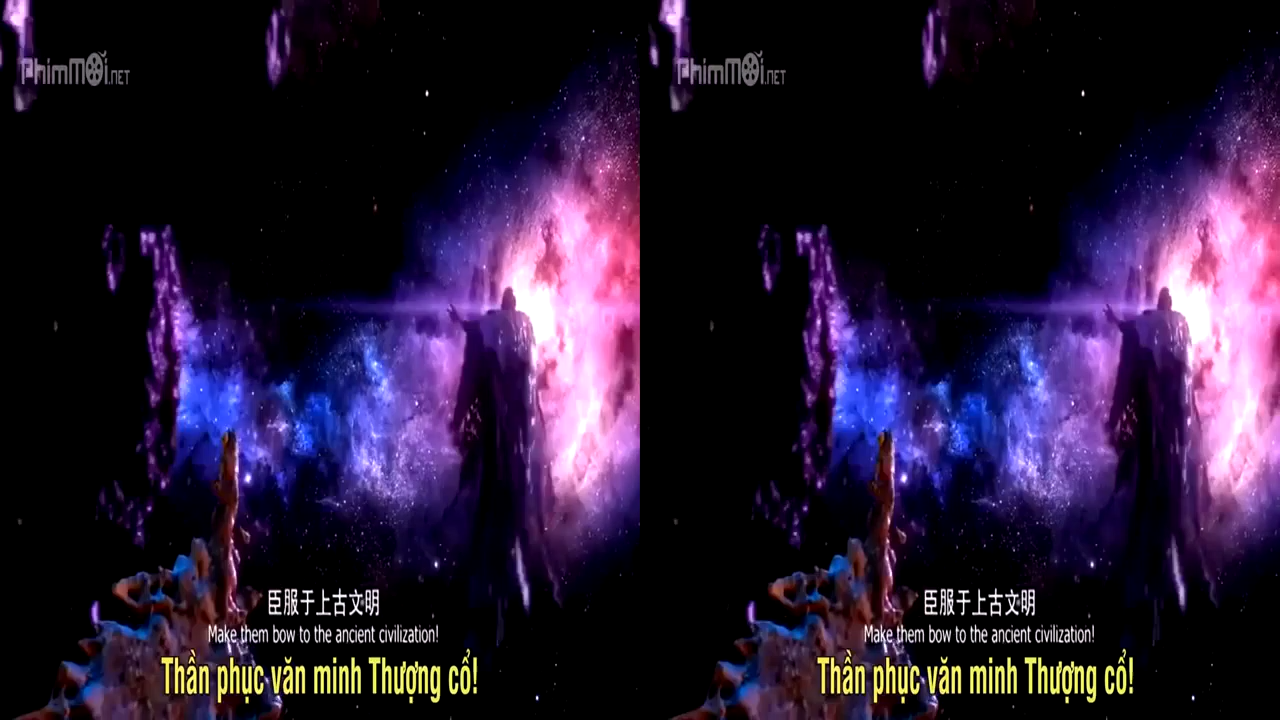 PhimMỗi.NET
PhimMỗi.NET
臣服于上古文明
Make them bow to the ancient civilization!
Thần phục văn minh Thượng cổ!
臣服于上古文明
Make them bow to the ancient civilization!
Thần phục văn minh Thượng cổ!